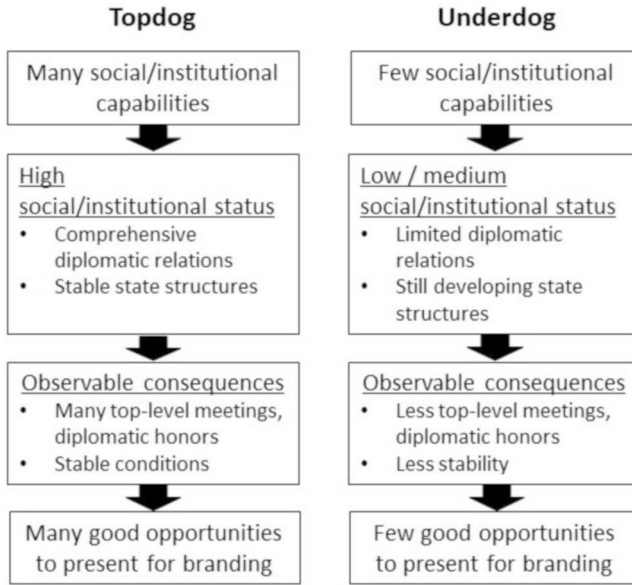 Topdog
Many social/institutional
capabilities
High
social/institutional status
• Comprehensive
diplomatic relations
• Stable state structures
Observable consequences
• Many top-level meetings,
diplomatic honors
• Stable conditions
Many good opportunities
to present for branding
Underdog
Few social/institutional
capabilities
Low / medium
social/institutional status
• Limited diplomatic
relations
• Still developing state
structures
Observable consequences
• Less top-level meetings,
diplomatic honors
• Less stability
Few good opportunities
to present for branding